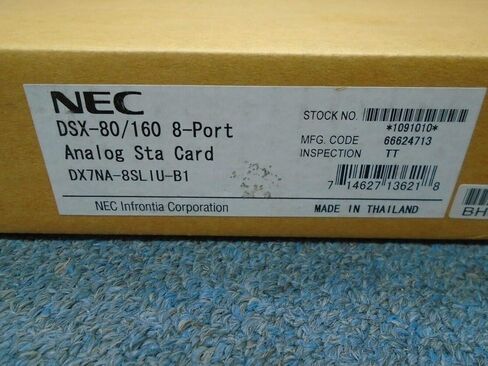 NEC
DSX-80/160 8-Port
Analog Sta Card
DX7NA-8SLIU-B1
NEC Infrontia Corporation
STOCK NO.
*1091010*
MFG. CODE 66624713
INSPECTION TT
7 14627 13621 8
MADE IN THAILAND
BH